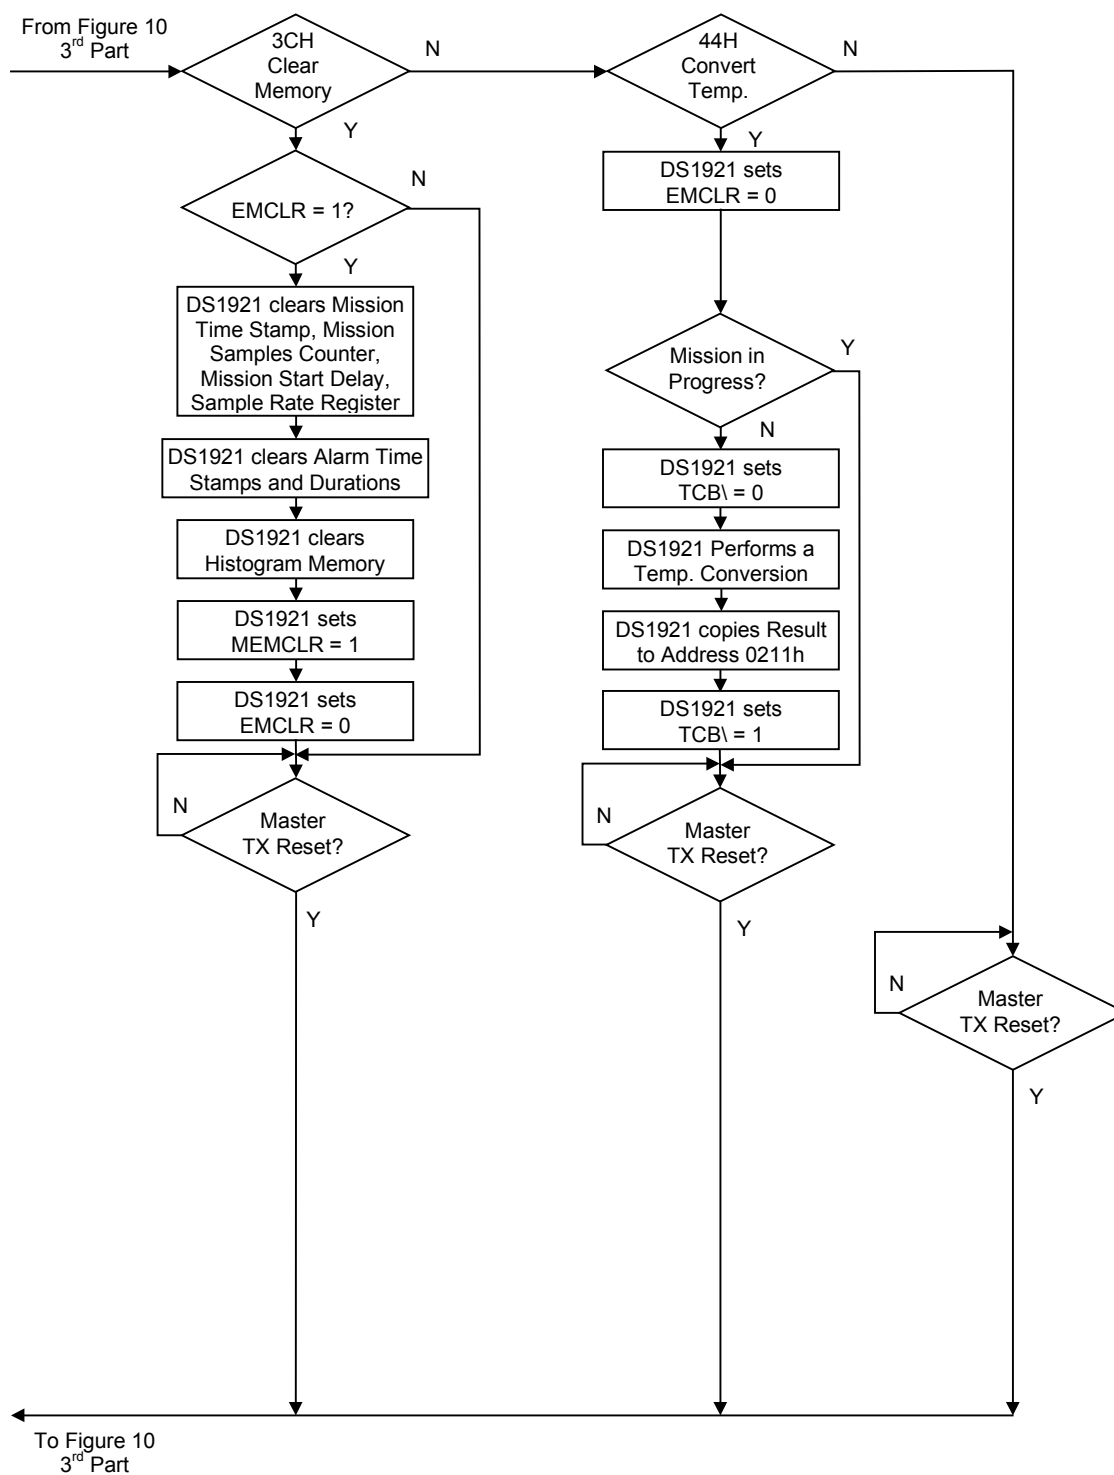 From Figure 10
3rd Part
3CH
Clear
Memory
N
Y
44H
Convert
Temp.
N
Y
EMCLR = 1?
N
Y
DS1921 sets
EMCLR = 0
DS1921 clears Mission
Time Stamp, Mission
Samples Counter,
Mission Start Delay,
Sample Rate Register
Mission in
Progress?
Y
N
DS1921 clears Alarm Time
Stamps and Durations
DS1921 sets
TCB\ = 0
DS1921 clears
Histogram Memory
DS1921 Performs a
Temp. Conversion
DS1921 sets
MEMCLR = 1
DS1921 copies Result
to Address 0211h
DS1921 sets
EMCLR = 0
DS1921 sets
TCB\ = 1
N
Master
TX Reset?
Y
N
Master
TX Reset?
Y
N
Master
TX Reset?
Y
To Figure 10
3rd Part